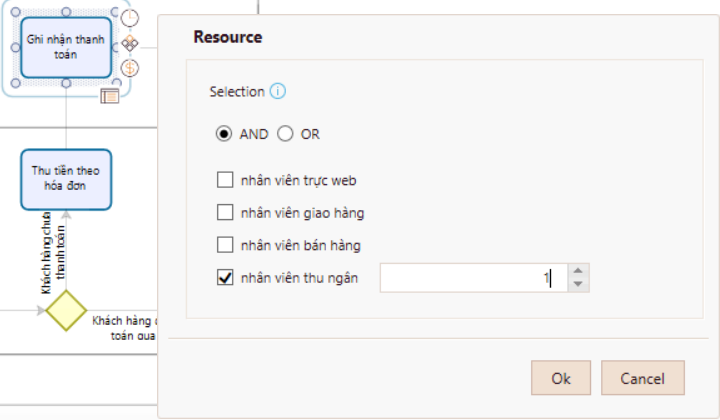 Ghi nhận thanh
toán
Thu tiền theo
hóa đơn
Khách hàng chưa
thanh toán
Khách hàng
toán qua
Resource
Selection
AND
OR
nhân viên trực web
nhân viên giao hàng
nhân viên bán hàng
nhân viên thu ngân
1
Ok
Cancel